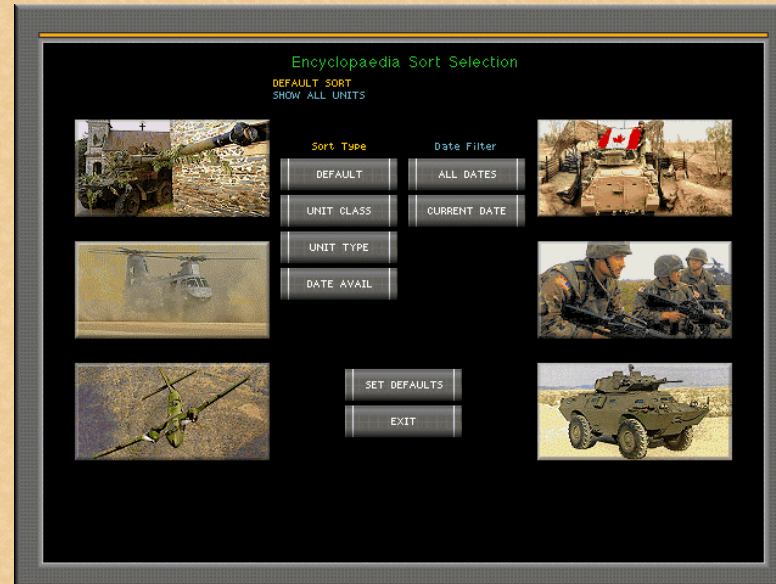 Encyclopaedia Sort Selection
DEFAULT SORT
SHOW ALL UNITS
Sort Type
Date Filter
DEFAULT
ALL DATES
UNIT CLASS
CURRENT DATE
UNIT TYPE
DATE AVAIL
SET DEFAULTS
EXIT